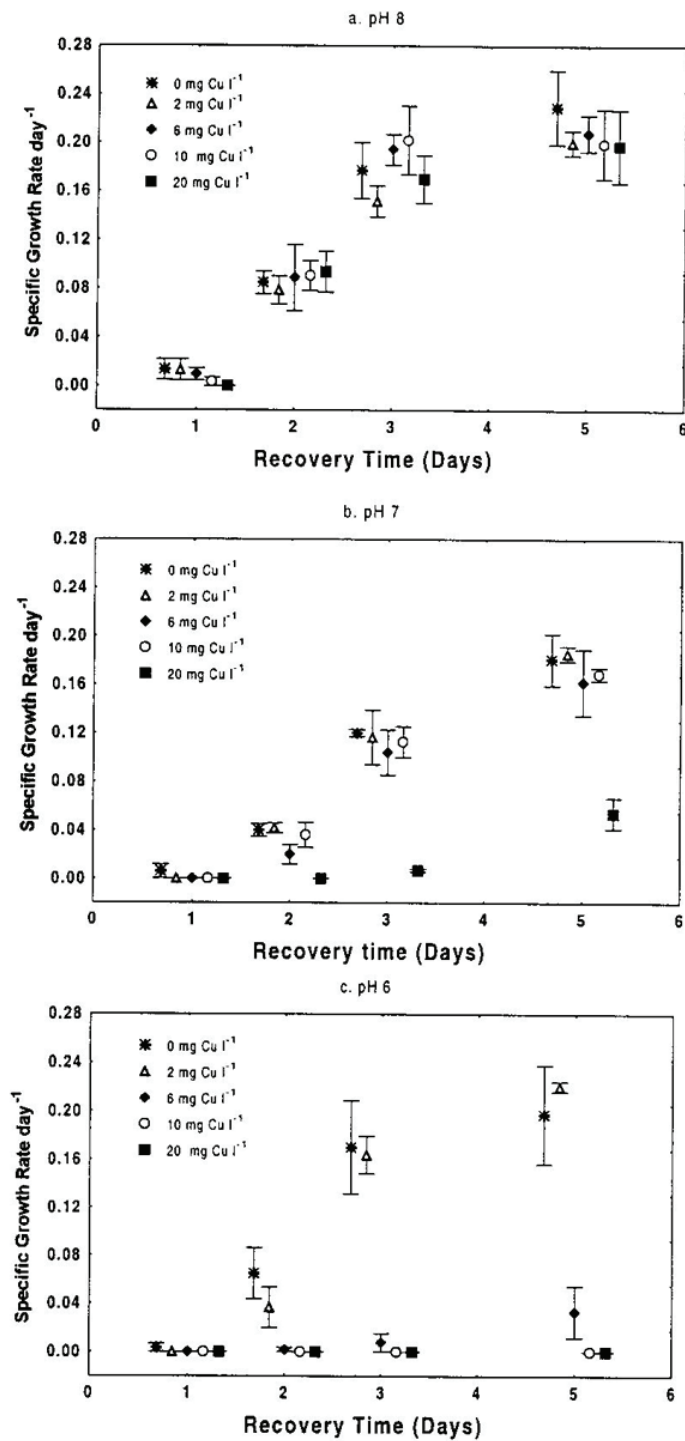 a. pH 8
0.28
0.24
0.20
0.16
0.12
0.08
0.04
0.00
Specific Growth Rate day⁻¹
0 mg Cu l⁻¹
2 mg Cu l⁻¹
6 mg Cu l⁻¹
10 mg Cu l⁻¹
20 mg Cu l⁻¹
0 1 2 3 4 5 6
Recovery Time (Days)
b. pH 7
0.28
0.24
0.20
0.16
0.12
0.08
0.04
0.00
Specific Growth Rate day⁻¹
0 mg Cu l⁻¹
2 mg Cu l⁻¹
6 mg Cu l⁻¹
10 mg Cu l⁻¹
20 mg Cu l⁻¹
0 1 2 3 4 5 6
Recovery time (Days)
c. pH 6
0.28
0.24
0.20
0.16
0.12
0.08
0.04
0.00
Specific Growth Rate day⁻¹
0 mg Cu l⁻¹
2 mg Cu l⁻¹
6 mg Cu l⁻¹
10 mg Cu l⁻¹
20 mg Cu l⁻¹
0 1 2 3 4 5 6
Recovery Time (Days)